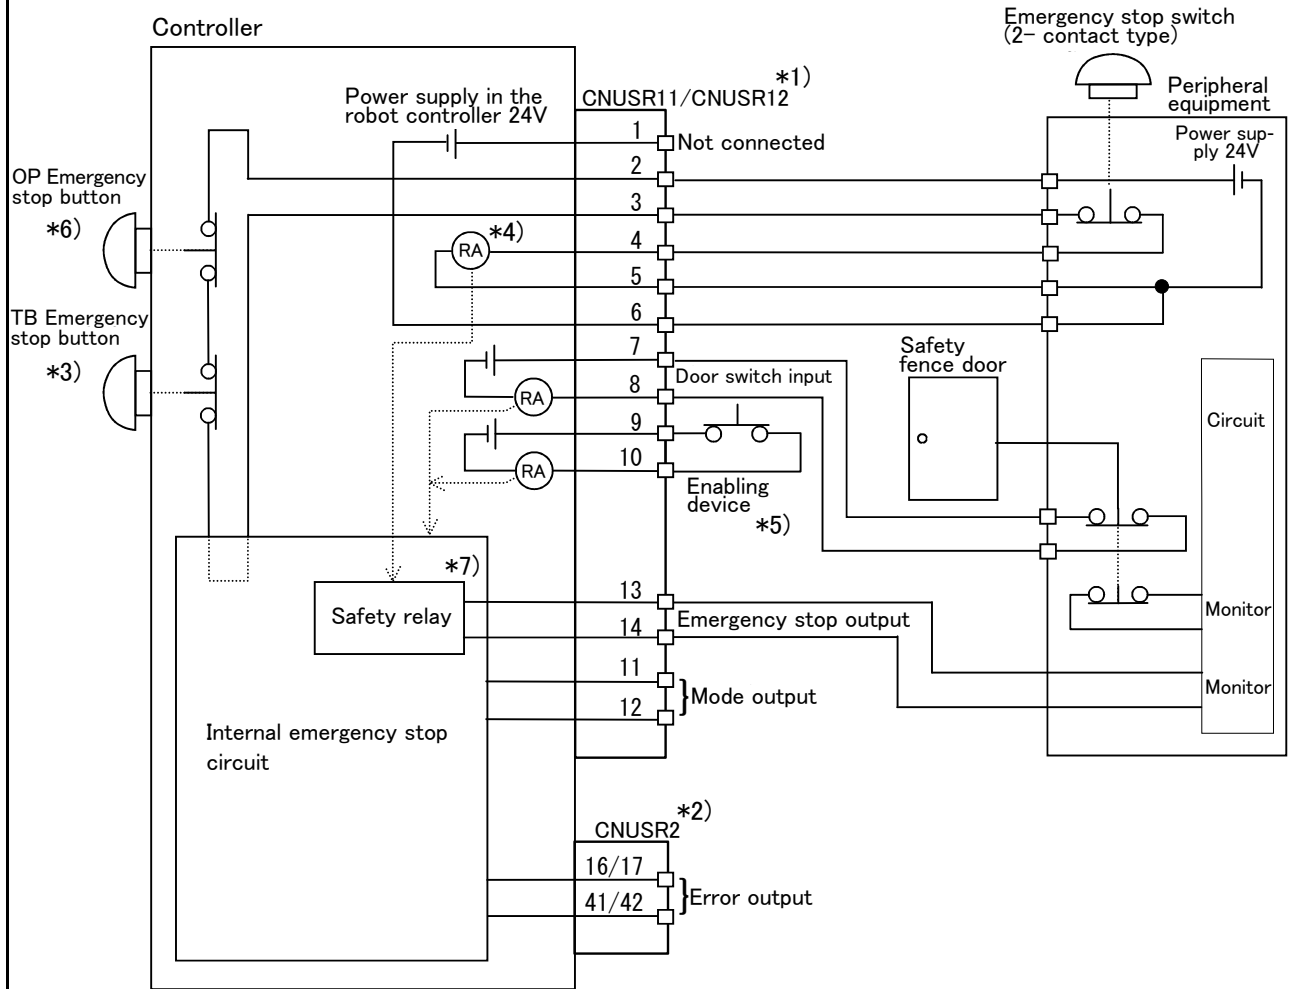 Emergency stop switch
(2- contact type)
Controller
*1)
Power supply in the
robot controller 24V
CNUSR11/CNUSR12
Peripheral
equipment
Power sup-
ply 24V
1
Not connected
2
OP Emergency
stop button
*6)
3
*4)
RA
4
5
6
TB Emergency
stop button
*3)
7
Safety
fence door
Door switch input
8
RA
9
Circuit
10
RA
Enabling
device
*5)
*7)
Safety relay
13
Emergency stop output
14
Monitor
11
12
Mode output
Monitor
Internal emergency stop
circuit
*2)
CNUSR2
16/17
41/42
Error output